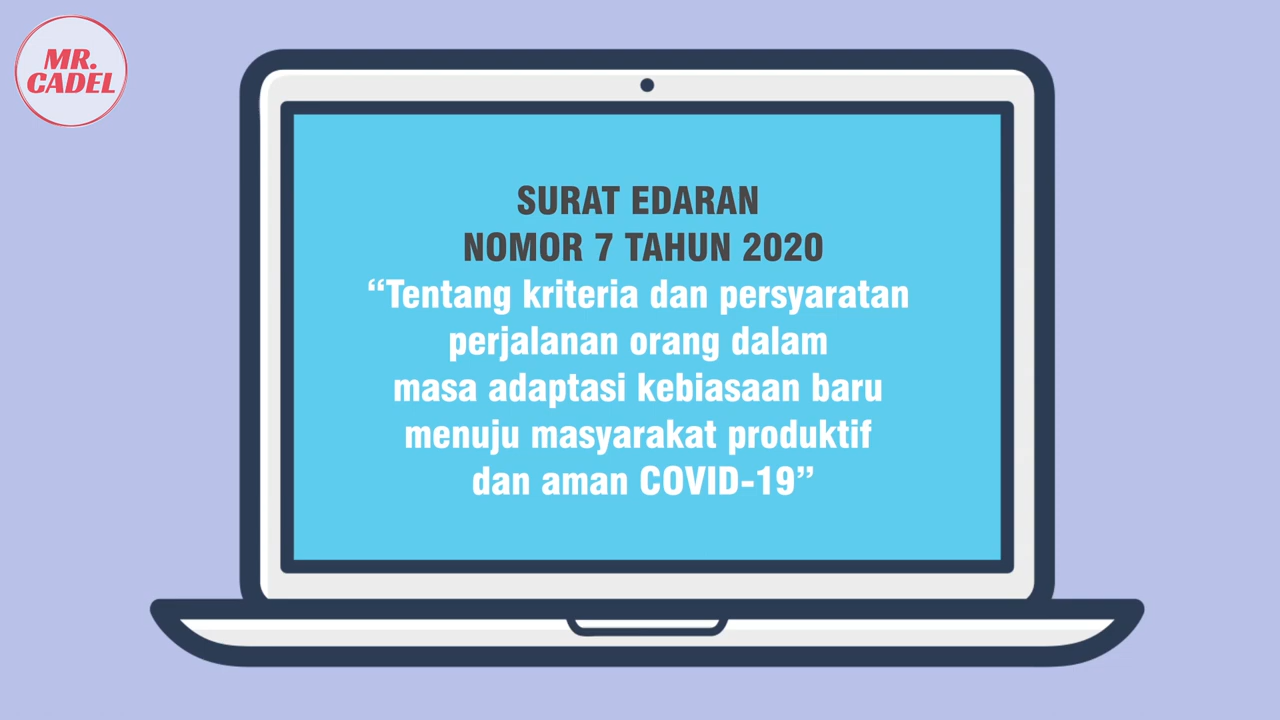 MR.
CADEL
SURAT EDARAN
NOMOR 7 TAHUN 2020
“Tentang kriteria dan persyaratan
perjalanan orang dalam
masa adaptasi kebiasaan baru
menuju masyarakat produktif
dan aman COVID-19”